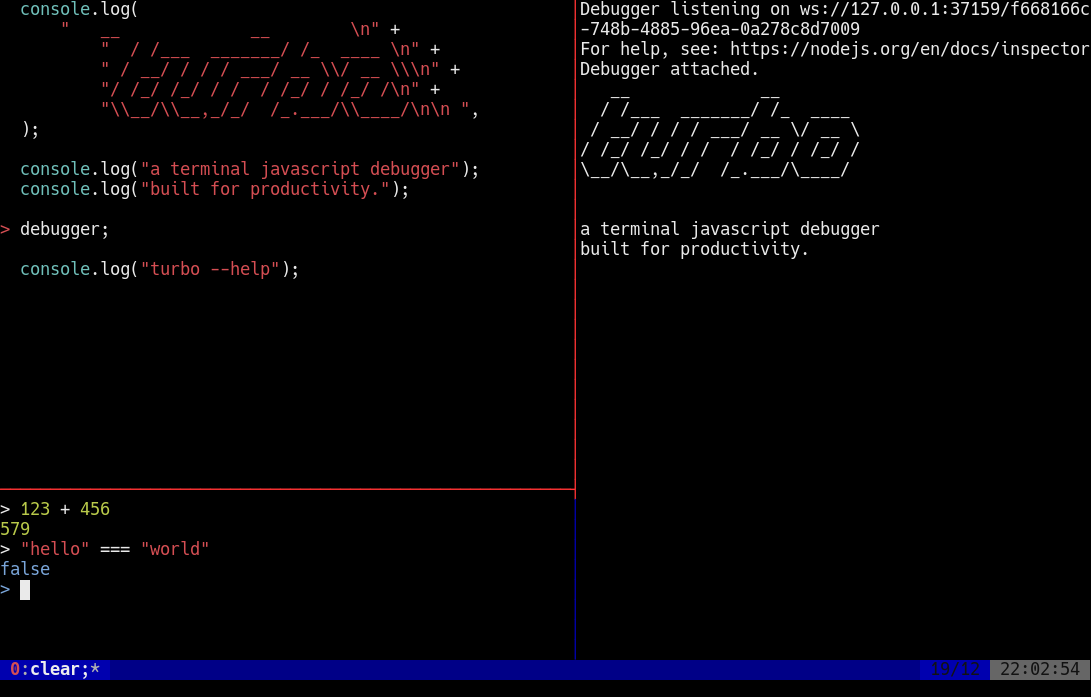 console.log(
    "   __             __        \n" +
        "  / /___  _______/ /_  ____ \n" +
        " / __/ / / / ___/ __ \\/ __ \\\n" +
        "/ /_/ /_/ / /  / /_/ / /_/ /\n" +
        "\\__/\\__,_/_/  /_.___/\\____/\n\n ",
);
console.log("a terminal javascript debugger");
console.log("built for productivity.");
> debugger;
console.log("turbo --help");
> 123 + 456
579
> "hello" === "world"
false
>
Debugger listening on ws://127.0.0.1:37159/f668166c
-748b-4885-96ea-0a278c8d7009
For help, see: https://nodejs.org/en/docs/inspector
Debugger attached.
   __             __
  / /___  _______/ /_  ____
 / __/ / / / ___/ __ \/ __ \
/ /_/ /_/ / /  / /_/ / /_/ /
\__/\__,_/_/  /_.___/\____/
a terminal javascript debugger
built for productivity.
0:clear;*
22:02:54